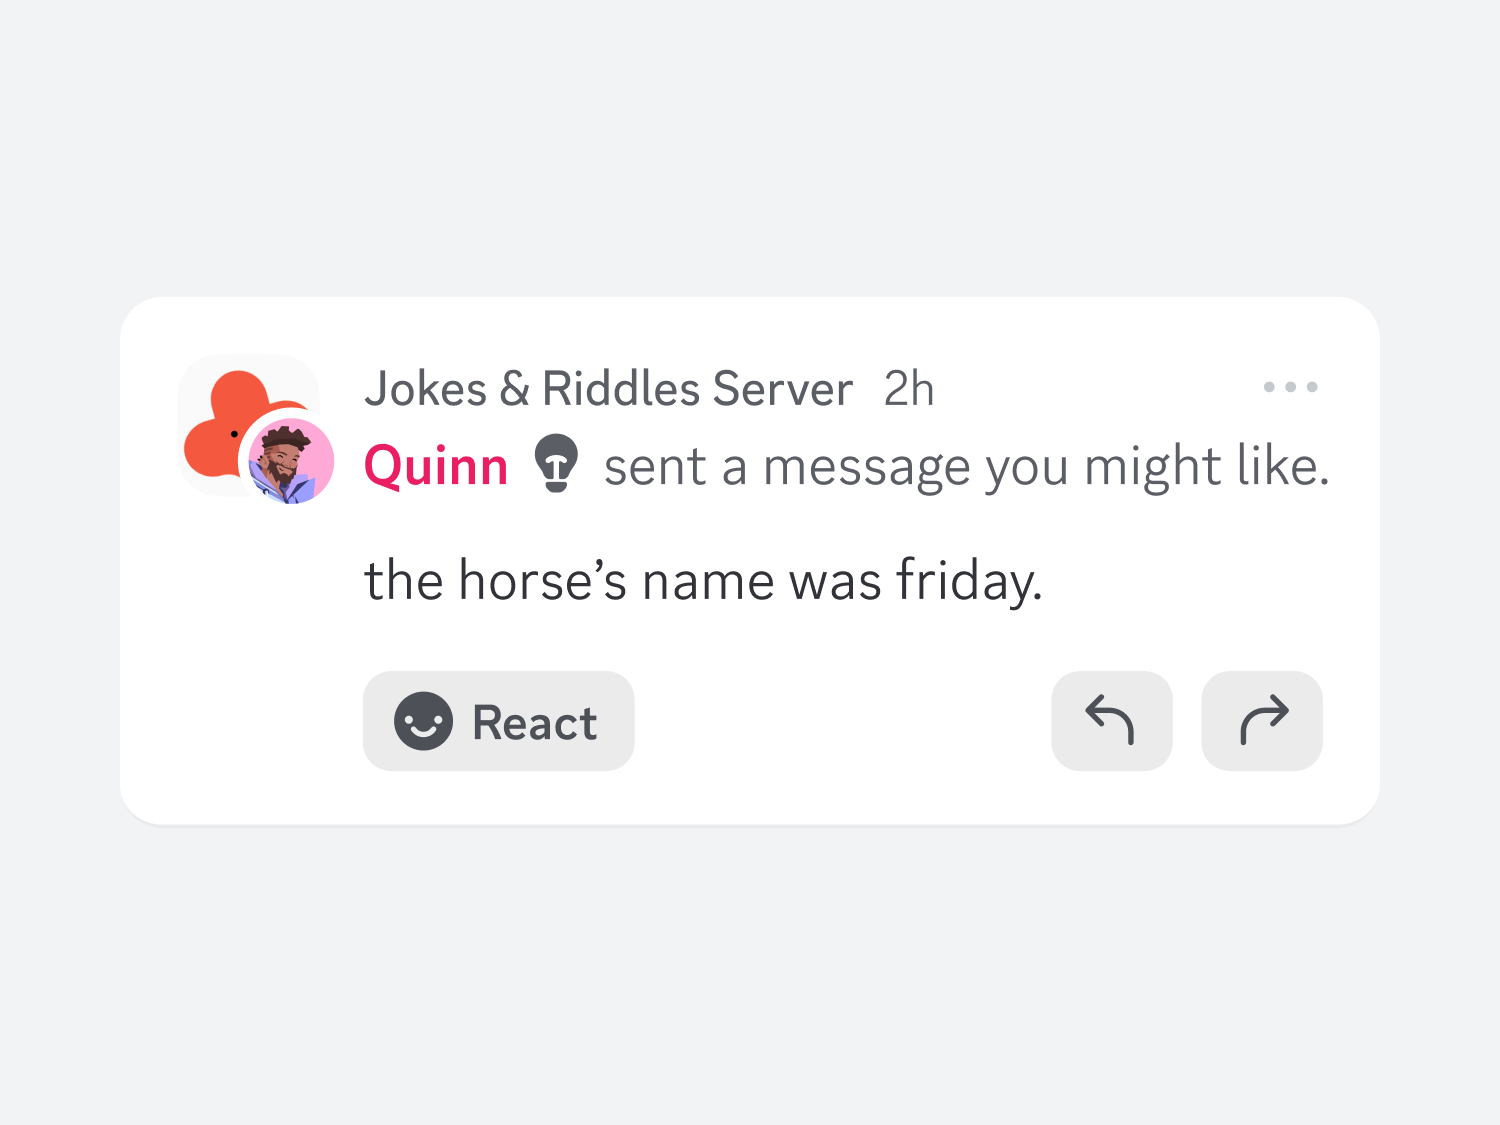 Jokes & Riddles Server 2h
Quinn sent a message you might like.
the horse’s name was friday.
React